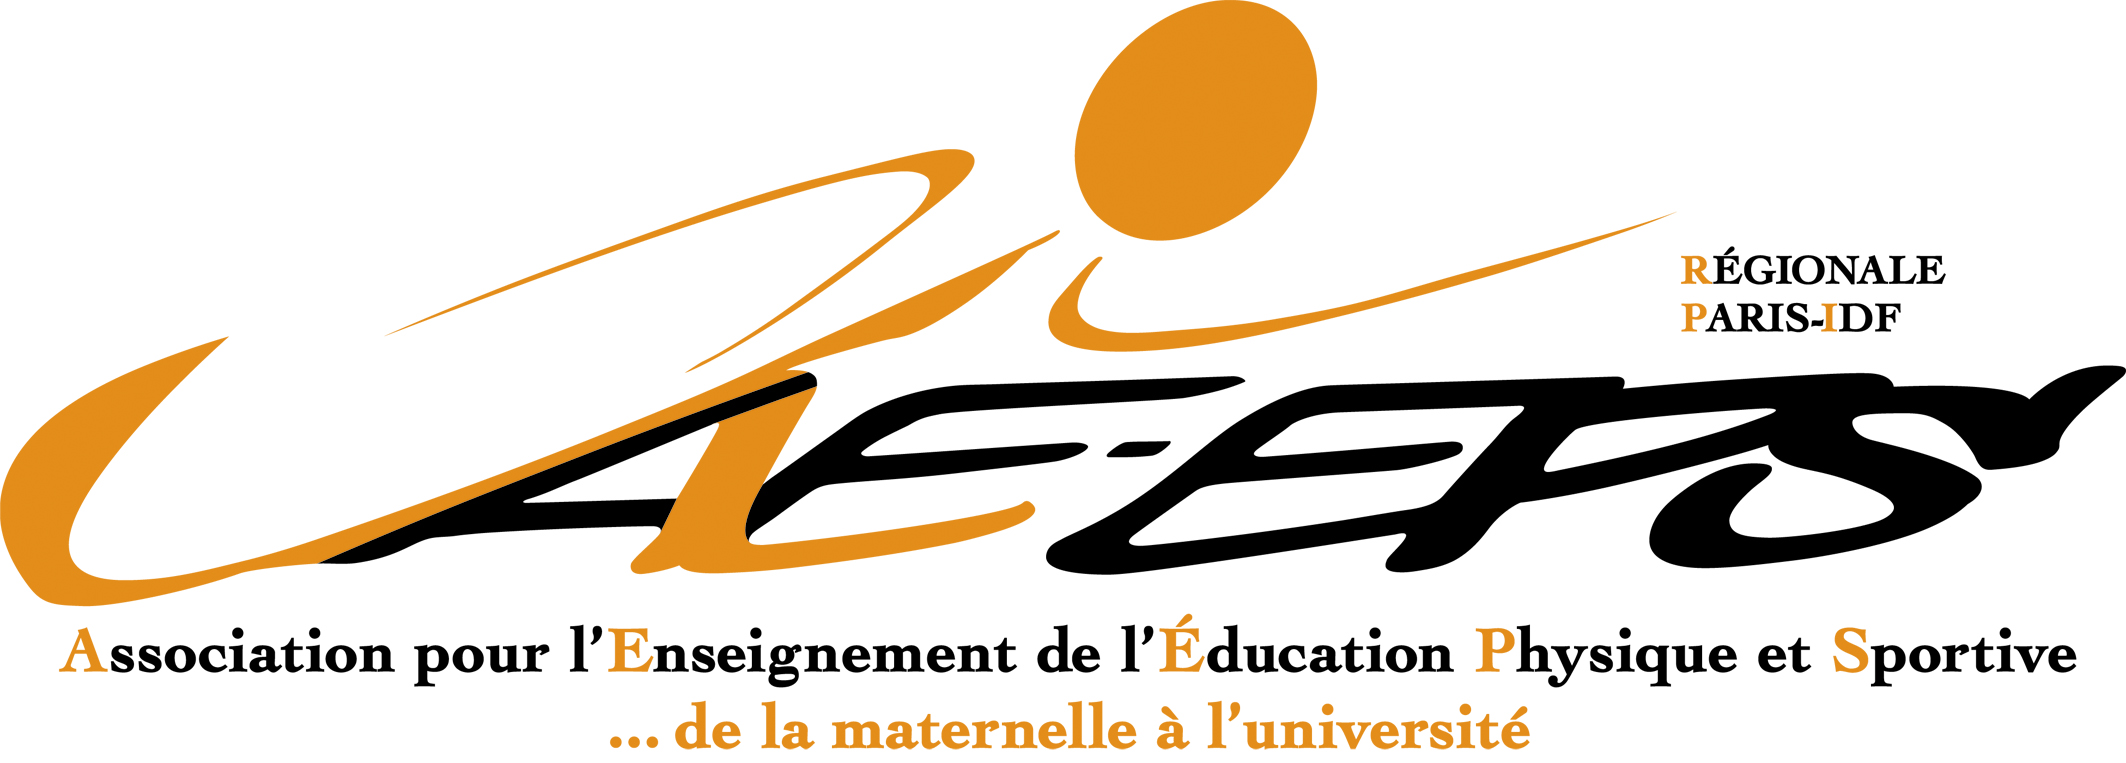 RÉGIONALE
PARIS-IDF
AE-EPS
Association pour l’Enseignement de l’Éducation Physique et Sportive
... de la maternelle à l’université